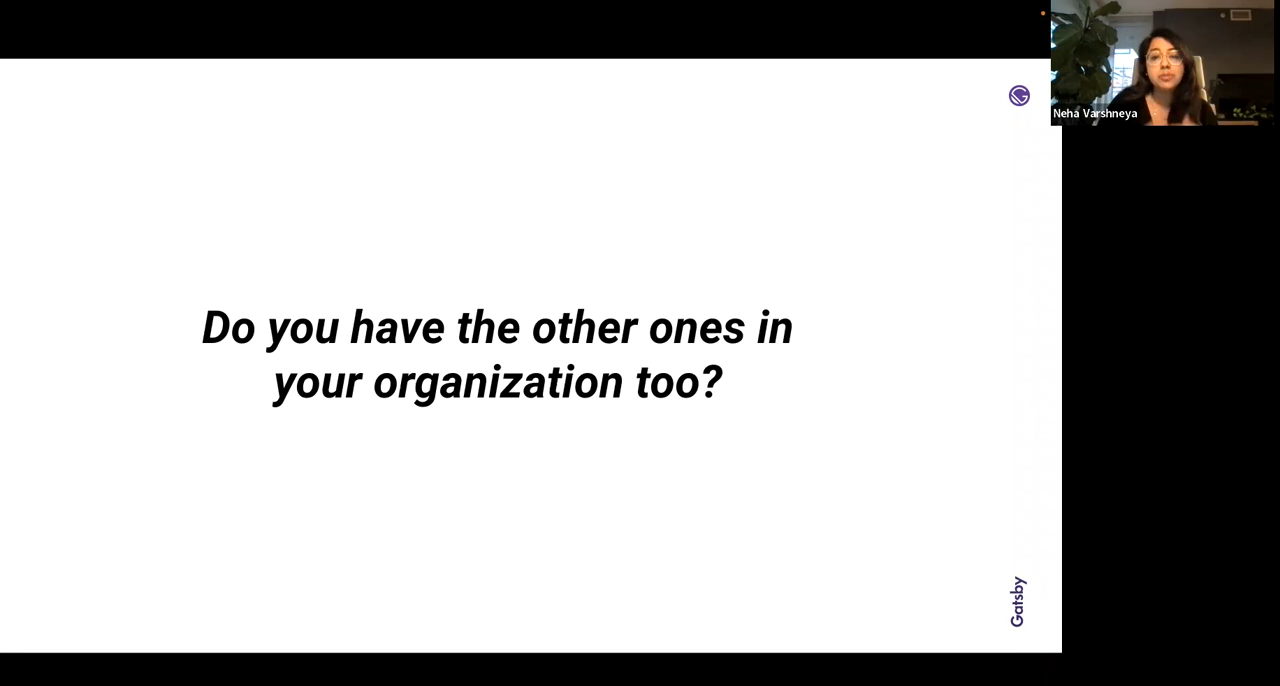 Neha Varshneya
Do you have the other ones in
your organization too?
Gatsby